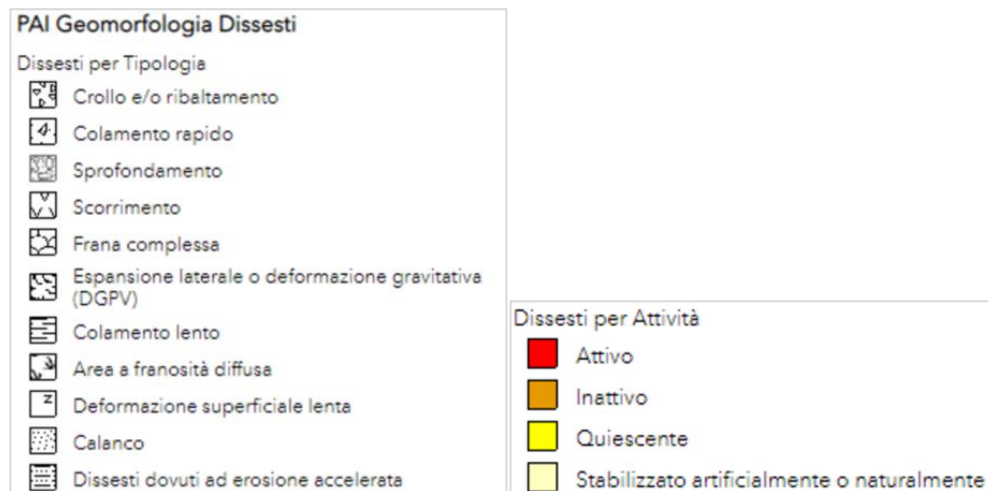 PAI Geomorfologia Dissesti
Dissesti per Tipologia
Crollo e/o ribaltamento
Colamento rapido
Sprofondamento
Scorrimento
Frana complessa
Espansione laterale o deformazione gravitativa
(DGPV)
Colamento lento
Area a franosità diffusa
Deformazione superficiale lenta
Calanco
Dissesti dovuti ad erosione accelerata
Dissesti per Attività
Attivo
Inattivo
Quiescente
Stabilizzato artificialmente o naturalmente